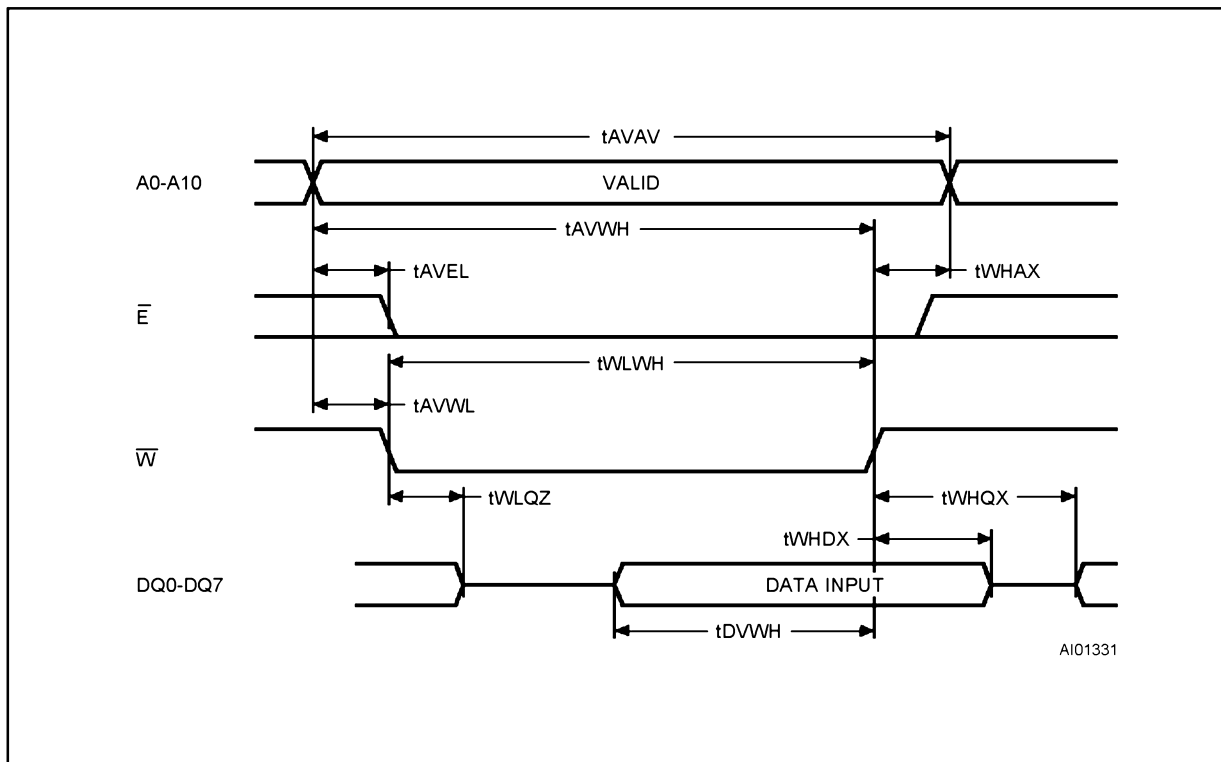 tAVAV
A0-A10 VALID
tAVWH
tAVEL tWHAX
E̅
tWLWH
tAVWL
W̅
tWLQZ tWHQX
tWHDX
DQ0-DQ7 DATA INPUT
tDVWH
AI01331